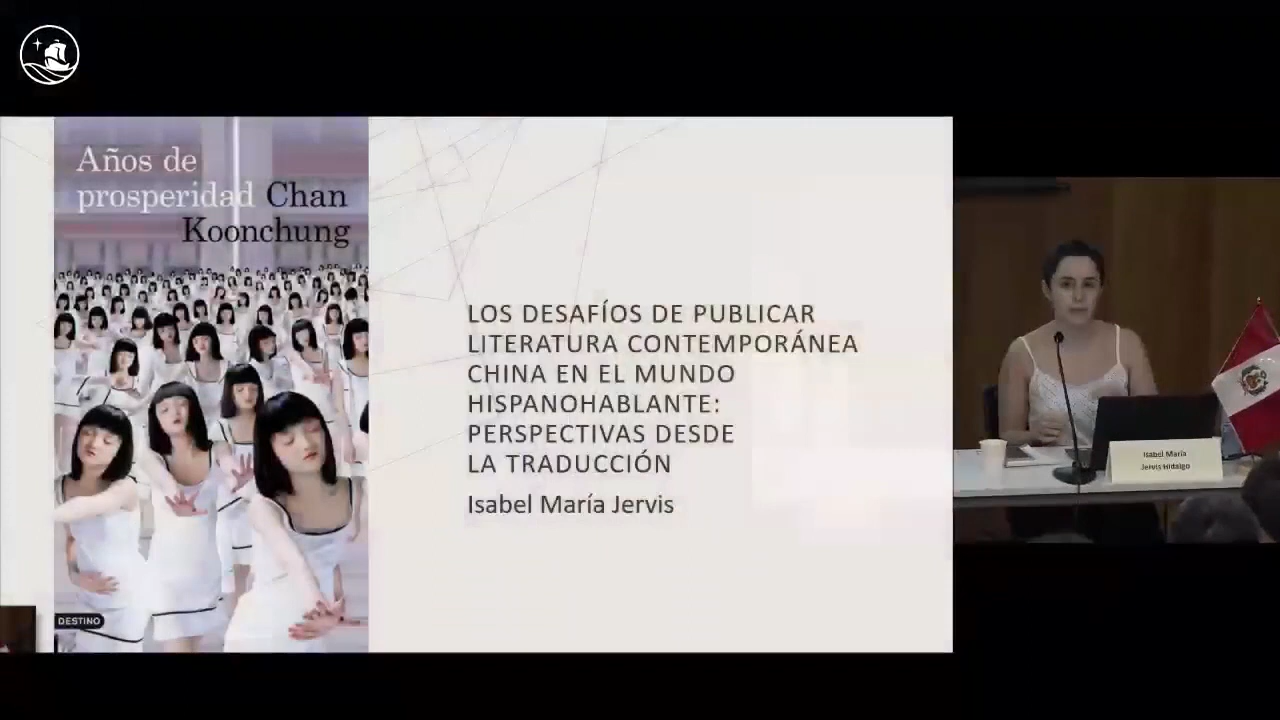 Años de
prosperidad Chan
Koonchung
DESTINO
LOS DESAFÍOS DE PUBLICAR
LITERATURA CONTEMPORÁNEA
CHINA EN EL MUNDO
HISPANOHABLANTE:
PERSPECTIVAS DESDE
LA TRADUCCIÓN
Isabel María Jervis
Isabel María
Jervis Hidalgo